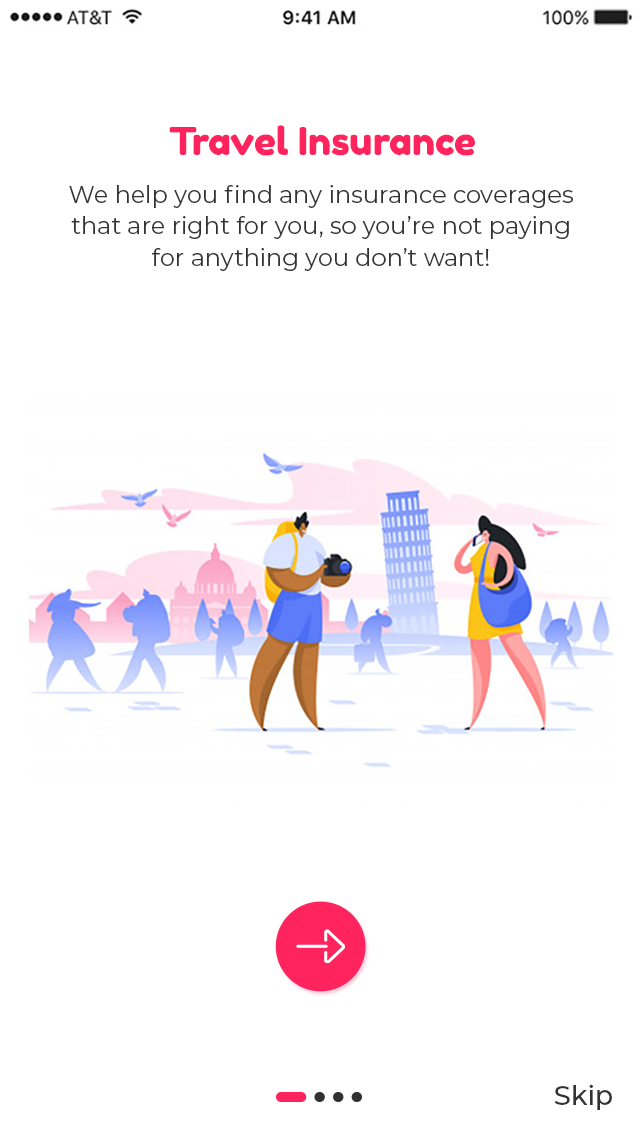 AT&T 9:41 AM 100%
Travel Insurance
We help you find any insurance coverages
that are right for you, so you’re not paying
for anything you don’t want!
Skip